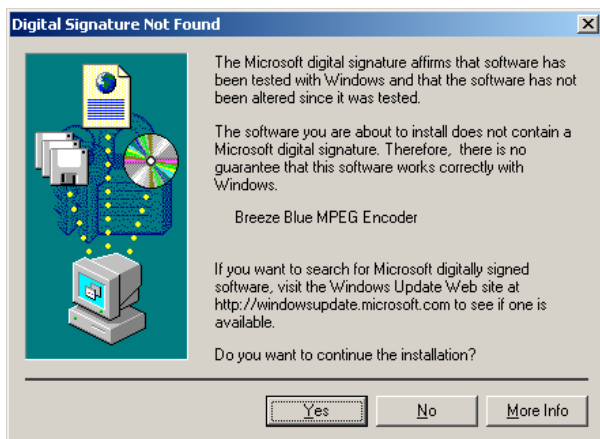 Digital Signature Not Found
The Microsoft digital signature affirms that software has
been tested with Windows and that the software has not
been altered since it was tested.
The software you are about to install does not contain a
Microsoft digital signature. Therefore, there is no
guarantee that this software works correctly with
Windows.
Breeze Blue MPEG Encoder
If you want to search for Microsoft digitally signed
software, visit the Windows Update Web site at
http://windowsupdate.microsoft.com to see if one is
available.
Do you want to continue the installation?
Yes
No
More Info